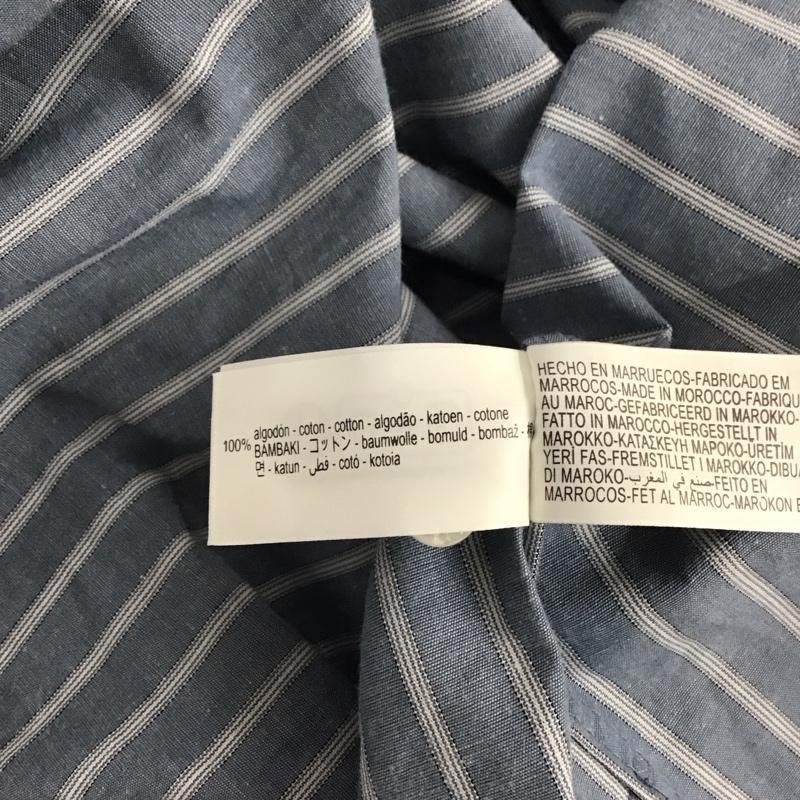 100%
algodón - coton - cotton - algodão - katoen - cotone
BAMBAKI - コットン - baumwolle - bomuld - bombaž -
면 - katun - قطن - cotó - kotoia
HECHO EN MARRUECOS-FABRICADO EM
MARROCOS-MADE IN MOROCCO-FABRIQU
AU MAROC-GEFABRICEERD IN MAROKKO-
FATTO IN MAROCCO-HERGESTELLT IN
MAROKKO-ΚΑΤΑΣΚΕΥΗ ΜΑΡΟΚΟ-ÜRETİM
YERİ FAS-FREMSTILLET I MAROKKO-DIBUA
DI MAROKO-صنع في المغرب-FEITO EN
MARROCOS-FET AL MARROC-MAROKON E